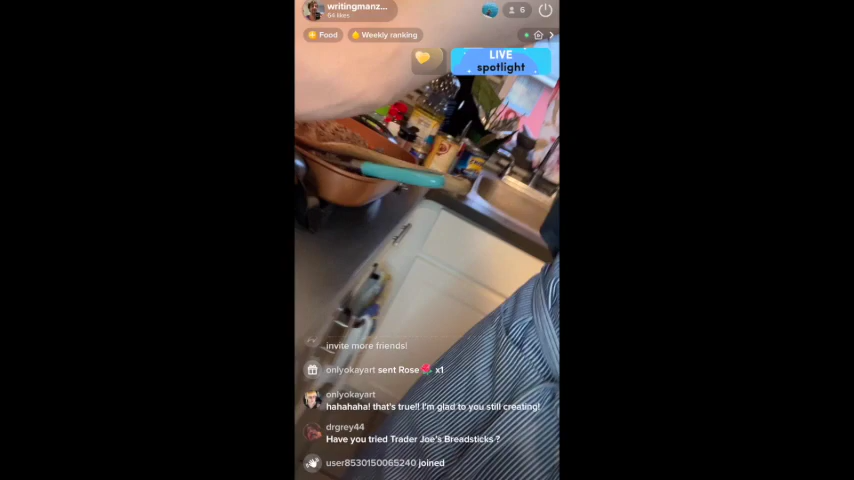 writingmanz...
64 likes
6
Food
Weekly ranking
LIVE
spotlight
invite more friends!
onlyokayart sent Rose x1
onlyokayart
hahahaha! that's true!! I'm glad to you still creating!
drgrey44
Have you tried Trader Joe's Breadsticks ?
user8530150065240 joined